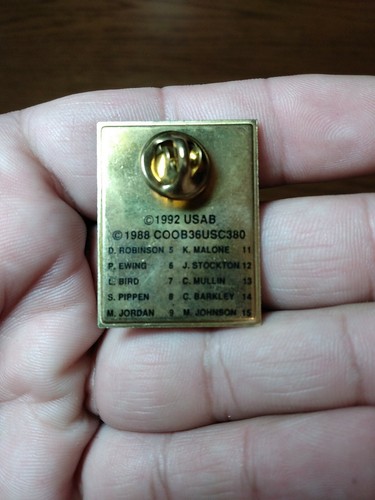 ©1992 USAB
©1988 COOB36USC380
D. ROBINSON 5 K. MALONE 11
P. EWING 6 J. STOCKTON 12
L. BIRD 7 C. MULLIN 13
S. PIPPEN 8 C. BARKLEY 14
M. JORDAN 9 M. JOHNSON 15